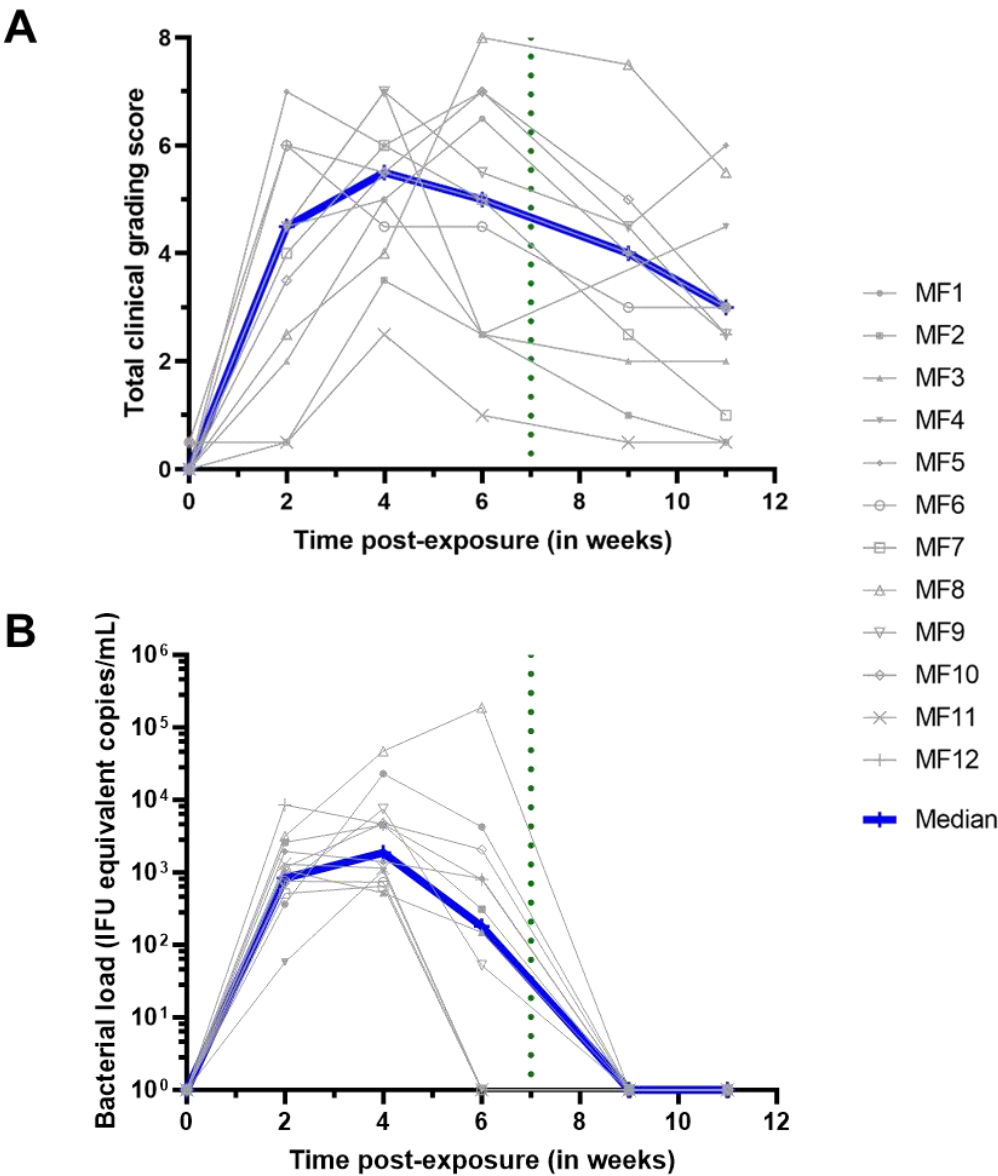 A
Total clinical grading score
8
6
4
2
0
0 2 4 6 8 10 12
Time post-exposure (in weeks)
MF1
MF2
MF3
MF4
MF5
MF6
MF7
MF8
MF9
MF10
MF11
MF12
Median
B
Bacterial load (IFU equivalent copies/mL)
10⁶
10⁵
10⁴
10³
10²
10¹
10⁰
0 2 4 6 8 10 12
Time post-exposure (in weeks)